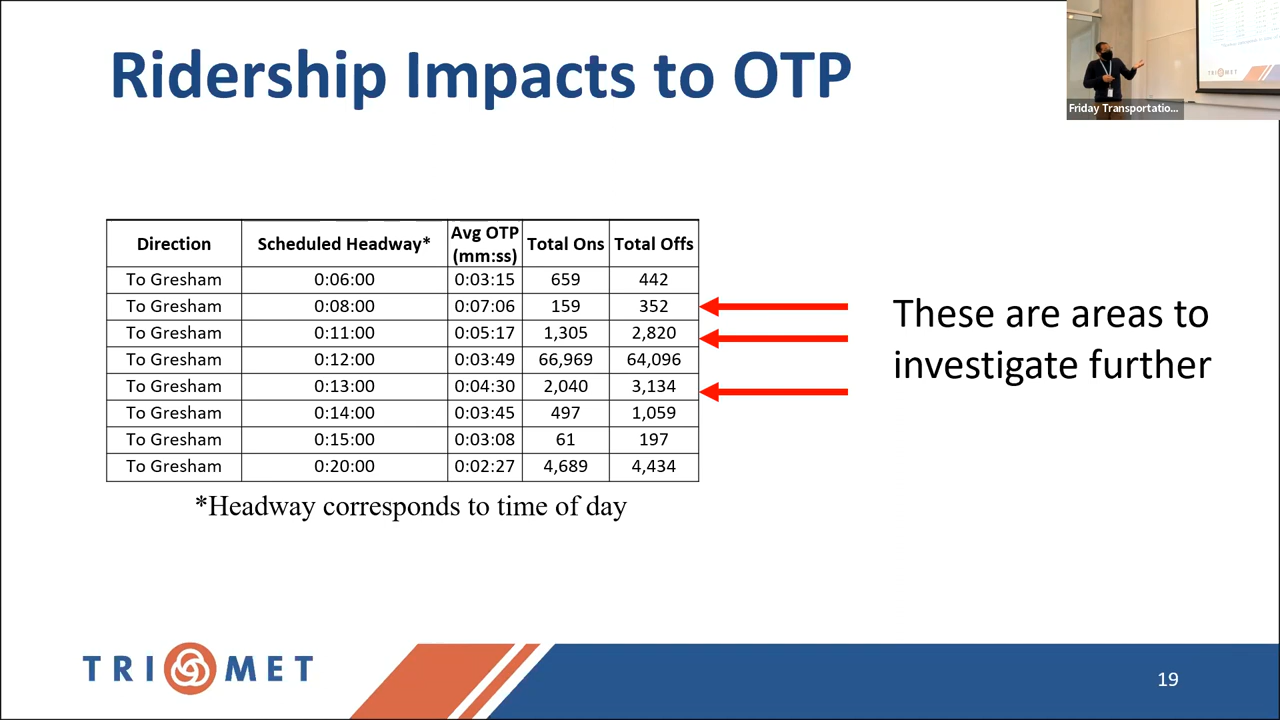 Ridership Impacts to OTP
Friday Transportatio...
TRI MET
Direction Scheduled Headway* Avg OTP (mm:ss) Total Ons Total Offs
To Gresham 0:06:00 0:03:15 659 442
To Gresham 0:08:00 0:07:06 159 352
To Gresham 0:11:00 0:05:17 1,305 2,820
To Gresham 0:12:00 0:03:49 66,969 64,096
To Gresham 0:13:00 0:04:30 2,040 3,134
To Gresham 0:14:00 0:03:45 497 1,059
To Gresham 0:15:00 0:03:08 61 197
To Gresham 0:20:00 0:02:27 4,689 4,434
*Headway corresponds to time of day
These are areas to
investigate further
TRI MET
19